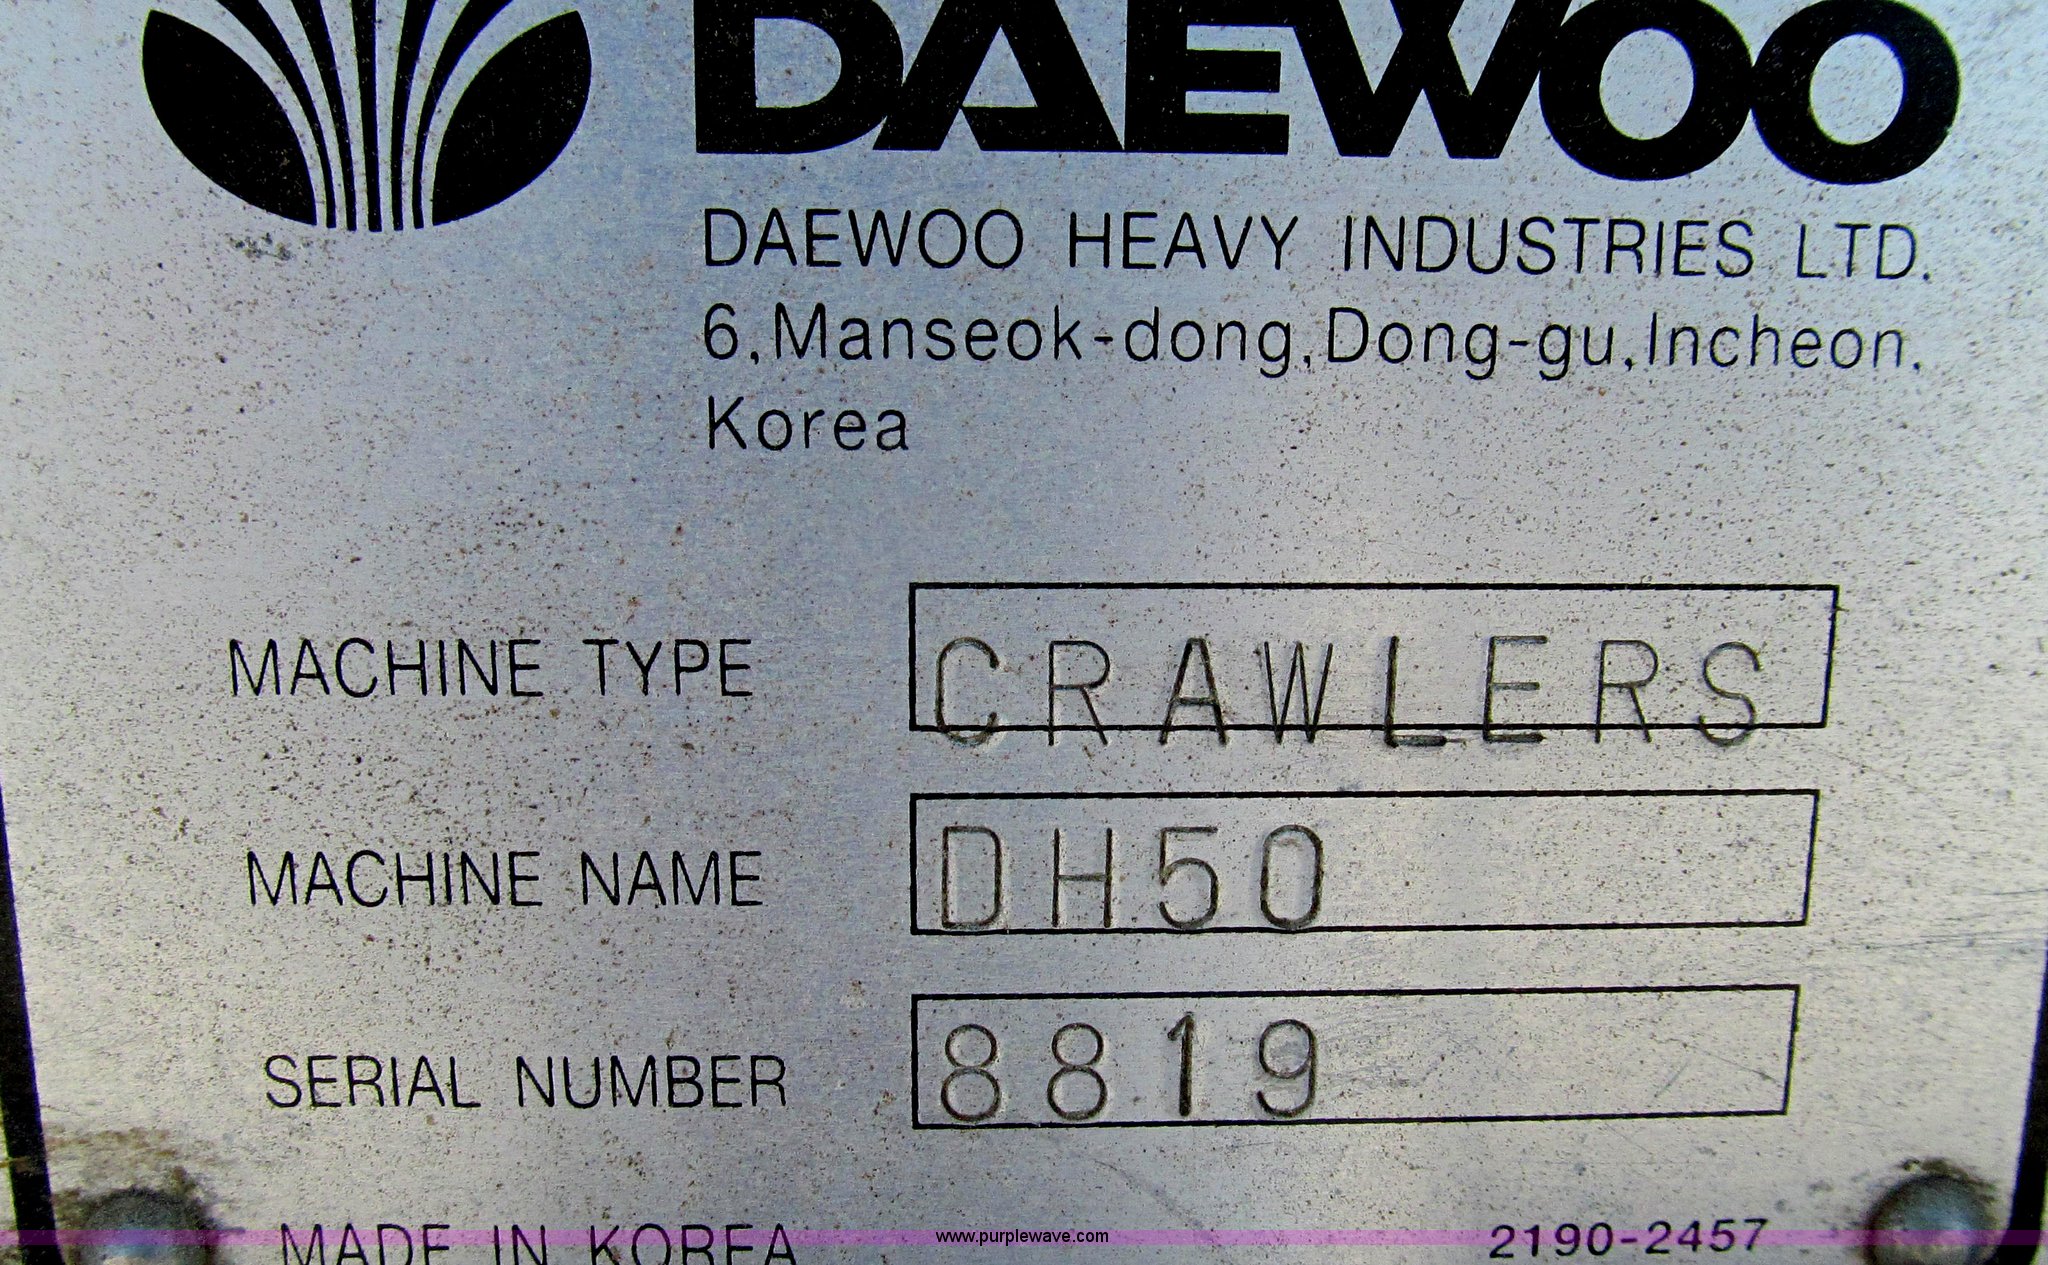 DAEWOO
DAEWOO HEAVY INDUSTRIES LTD.
6,Manseok-dong,Dong-gu,Incheon,
Korea
MACHINE TYPE CRAWLERS
MACHINE NAME DH50
SERIAL NUMBER 8819
MADE IN KOREA 2190-2457
www.purplewave.com